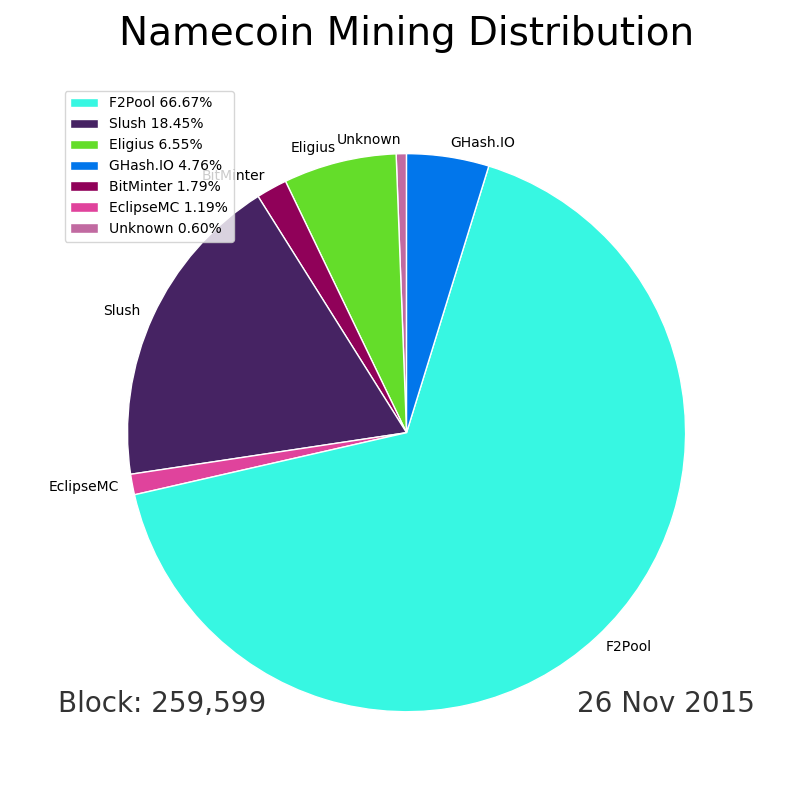 Namecoin Mining Distribution
F2Pool 66.67%
Slush 18.45%
Eligius 6.55%
GHash.IO 4.76%
BitMinter 1.79%
EclipseMC 1.19%
Unknown 0.60%
Unknown
GHash.IO
Eligius
BitMinter
Slush
EclipseMC
F2Pool
Block: 259,599
26 Nov 2015